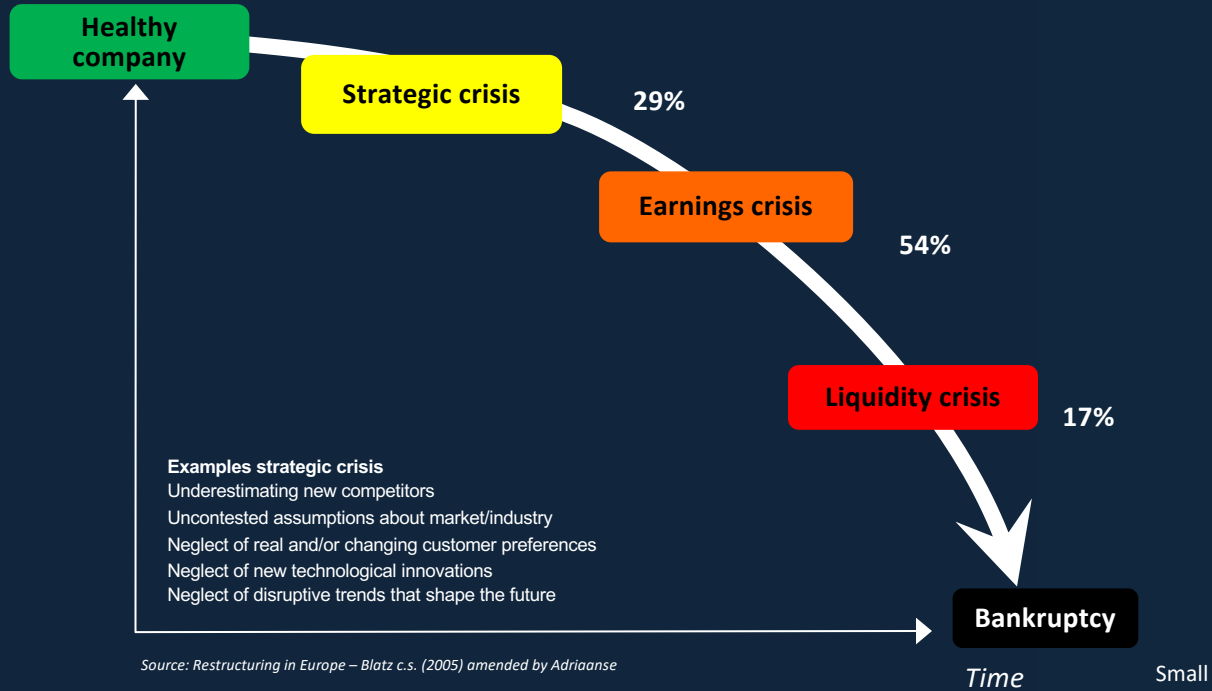 Healthy
company
Strategic crisis
29%
Earnings crisis
54%
Liquidity crisis
17%
Examples strategic crisis
Underestimating new competitors
Uncontested assumptions about market/industry
Neglect of real and/or changing customer preferences
Neglect of new technological innovations
Neglect of disruptive trends that shape the future
Bankruptcy
Source: Restructuring in Europe – Blatz c.s. (2005) amended by Adriaanse
Time
Small